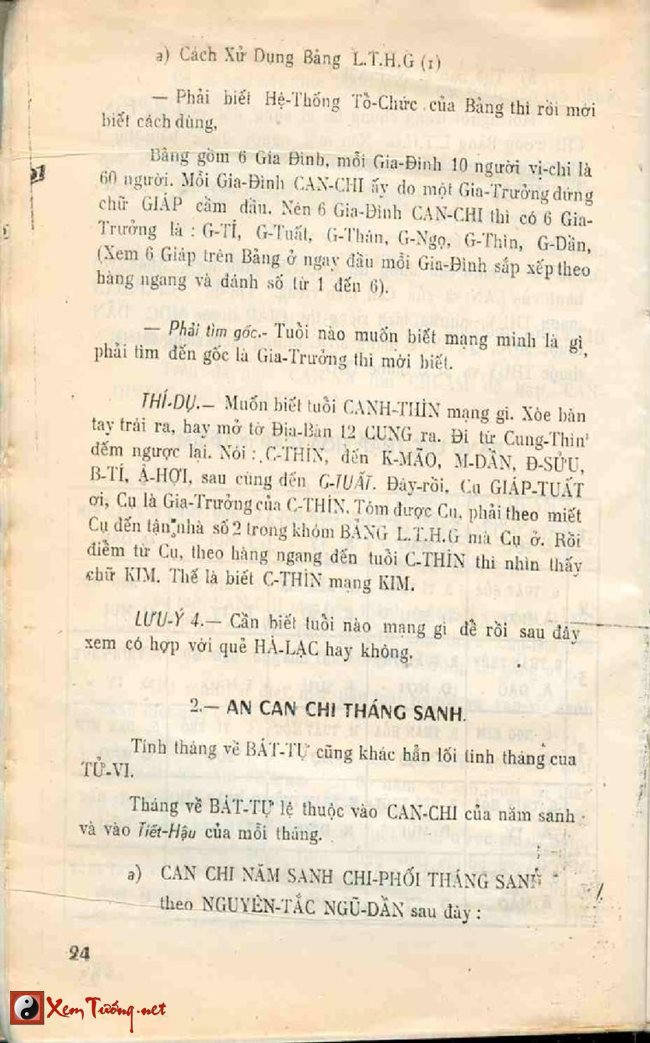 a) Cách Xử Dụng Bảng L.T.H.G (1)
— Phải biết Hệ-Thống Tồ-Chức của Bảng thì rồi mới
biết cách dùng,
Bảng gồm 6 Gia Đình, mỗi Gia-Đình 10 người vị-chi là
60 người. Mỗi Gia-Đình CAN-CHI ấy do một Gia-Trưởng đứng
chữ GIÁP cầm đầu. Nên 6 Gia-Đình CAN-CHI thì có 6 Gia-
Trưởng là : G-TÍ, G-Tuất, G-Thân, G-Ngọ, G-Thìn, G-Dần,
(Xem 6 Giáp trên Bảng ở ngay đầu mỗi Gia-Đình sắp xếp theo
hàng ngang và đánh số từ 1 đến 6).
— Phải tìm gốc.- Tuồi nào muốn biết mạng mình là gì
phải tìm đến gốc là Gia-Trưởng thì mới biết.
THÍ-DỤ.— Muốn biết tuồi CANH-THÌN mạng gì. Xòe bàn
tay trái ra, hay mở tờ Địa-Bàn 12 CUNG ra. Đi từ Cung-Thìn
đếm ngược lại. Nói : C-THÌN, đến K-MÃO, M-DẦN, Đ-SỬU,
B-TÍ, Ấ-HỢI, sau cùng đến G-TUẤT. Đây-rồi, Cụ GIÁP-TUẤT
ơi, Cụ là Gia-Trưởng của C-THÌN. Tóm được Cụ, phải theo miết
Cụ đến tận nhà số 2 trong khóm BẢNG L.T.H.G mà Cụ ở. Rồi
điềm từ Cụ, theo hàng ngang đến tuồi C-THÌN thì nhìn thấy
chữ KIM. Thế là biết C-THÌN mạng KIM.
LƯU-Ý 4.— Cần biết tuồi nào mạng gì đề rồi sau đây
xem có hợp với quẻ HÀ-LẠC hay không,
2.— AN CAN CHI THÁNG SANH.
Tính tháng về BÁT-TỰ cũng khác hẳn lối tính tháng cua
TỬ-VI.
Tháng về BÁT-TỰ lệ thuộc vào CAN-CHI của năm sanh
và vào Tiết-Hậu của mỗi tháng.
a) CAN CHI NĂM SANH CHI-PHỐI THÁNG SANH
theo NGUYÊN-TẮC NGŨ-DẦN sau đây :
24
XemTướng.net